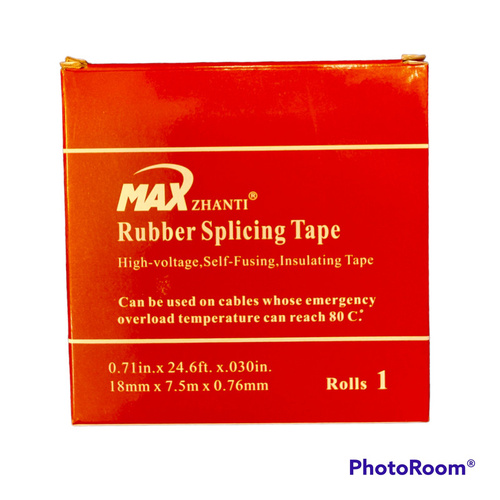 MAX ZHANTI®
Rubber Splicing Tape
High-voltage,Self-Fusing,Insulating Tape
Can be used on cables whose emergency
overload temperature can reach 80 C.°
0.71in.x 24.6ft. x.030in.
18mm x 7.5m x 0.76mm
Rolls 1
PhotoRoom®